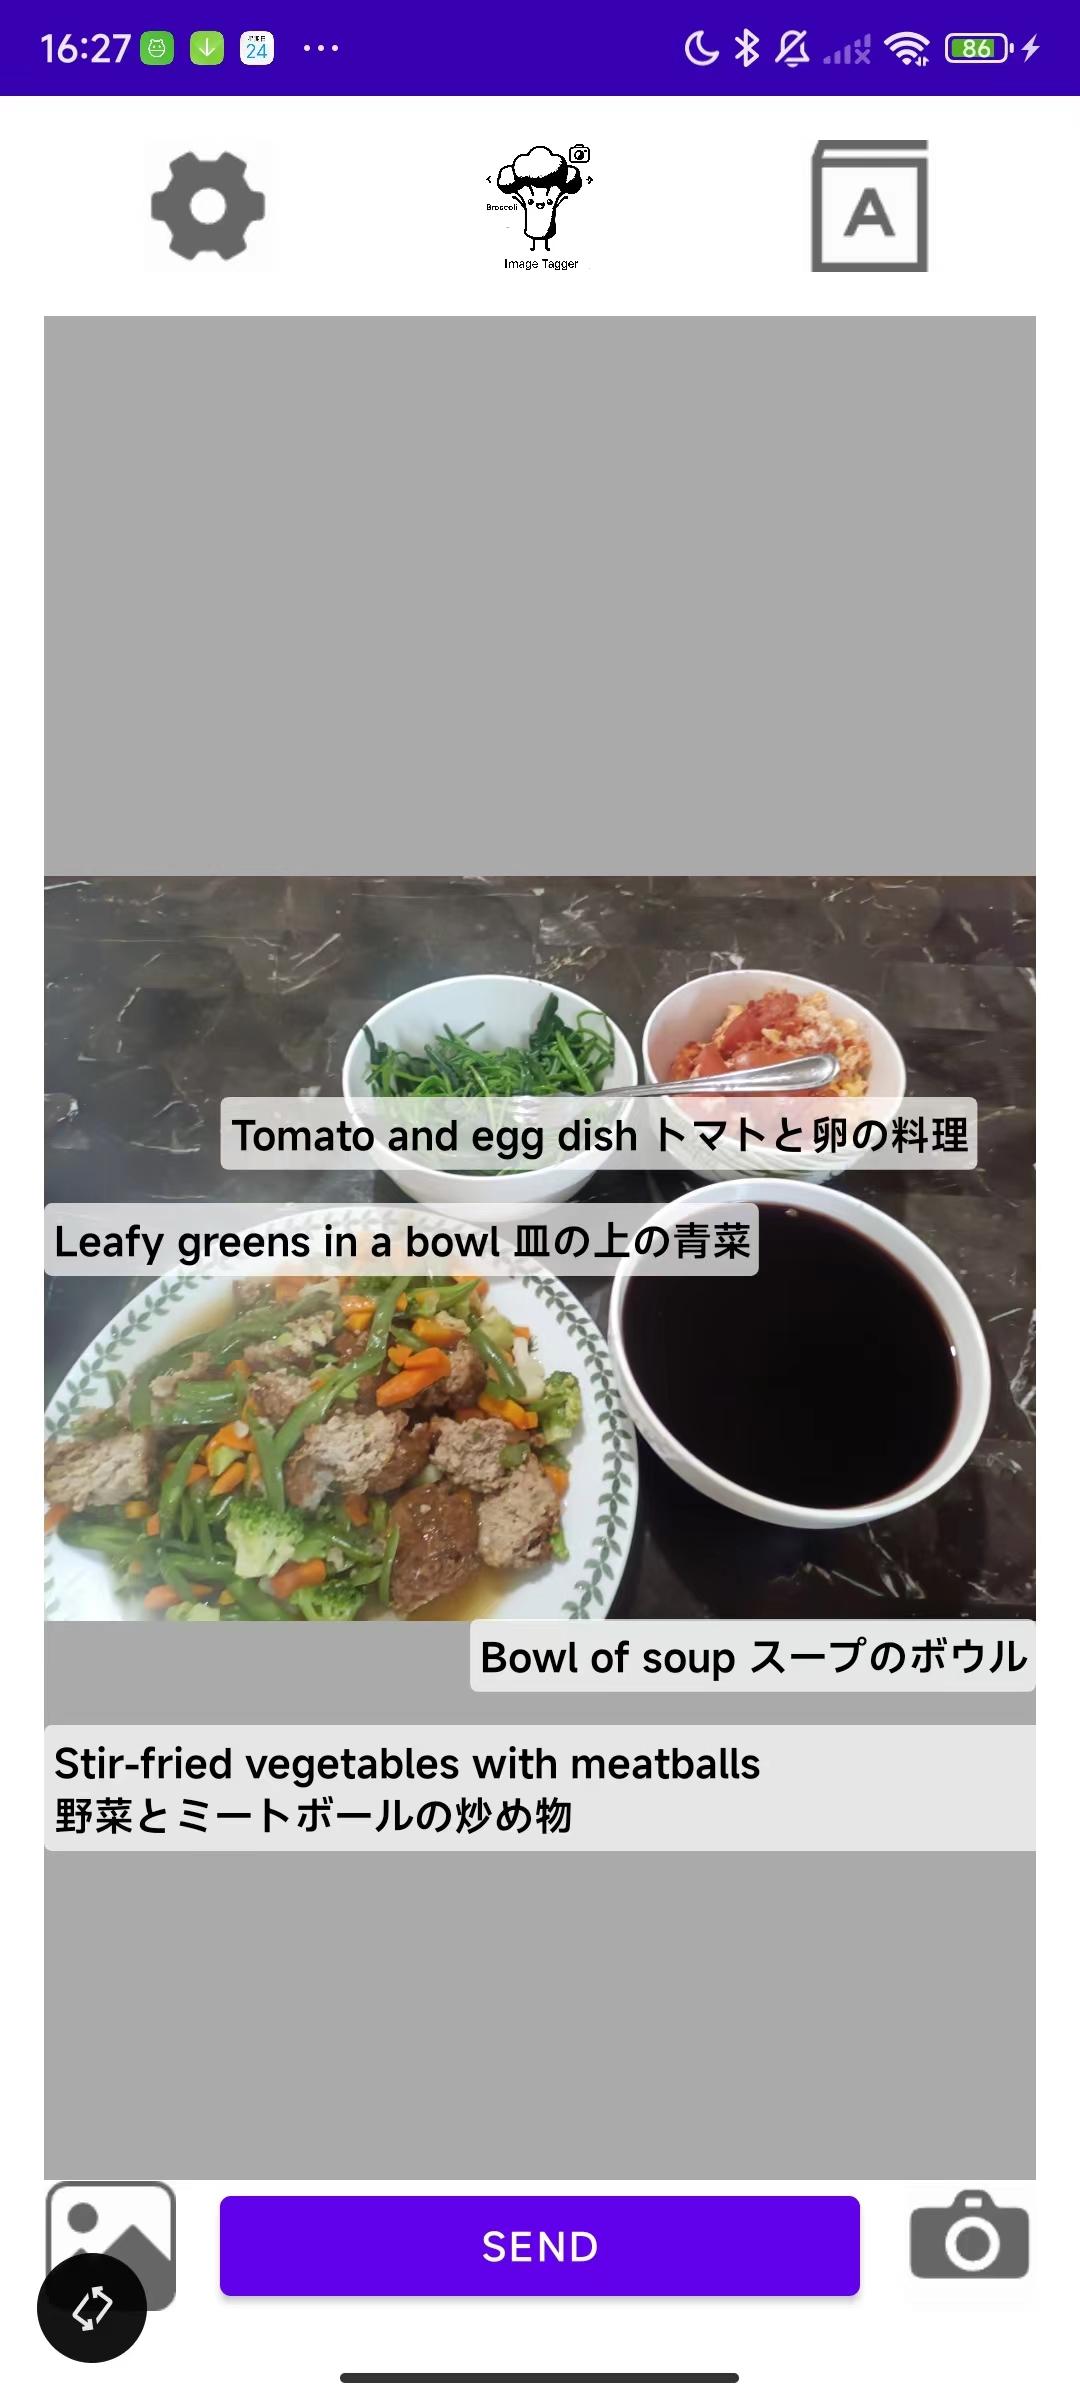 16:27
24
86
Broccoli
Image Tagger
A
Tomato and egg dish トマトと卵の料理
Leafy greens in a bowl 皿の上の青菜
Bowl of soup スープのボウル
Stir-fried vegetables with meatballs
野菜とミートボールの炒め物
SEND